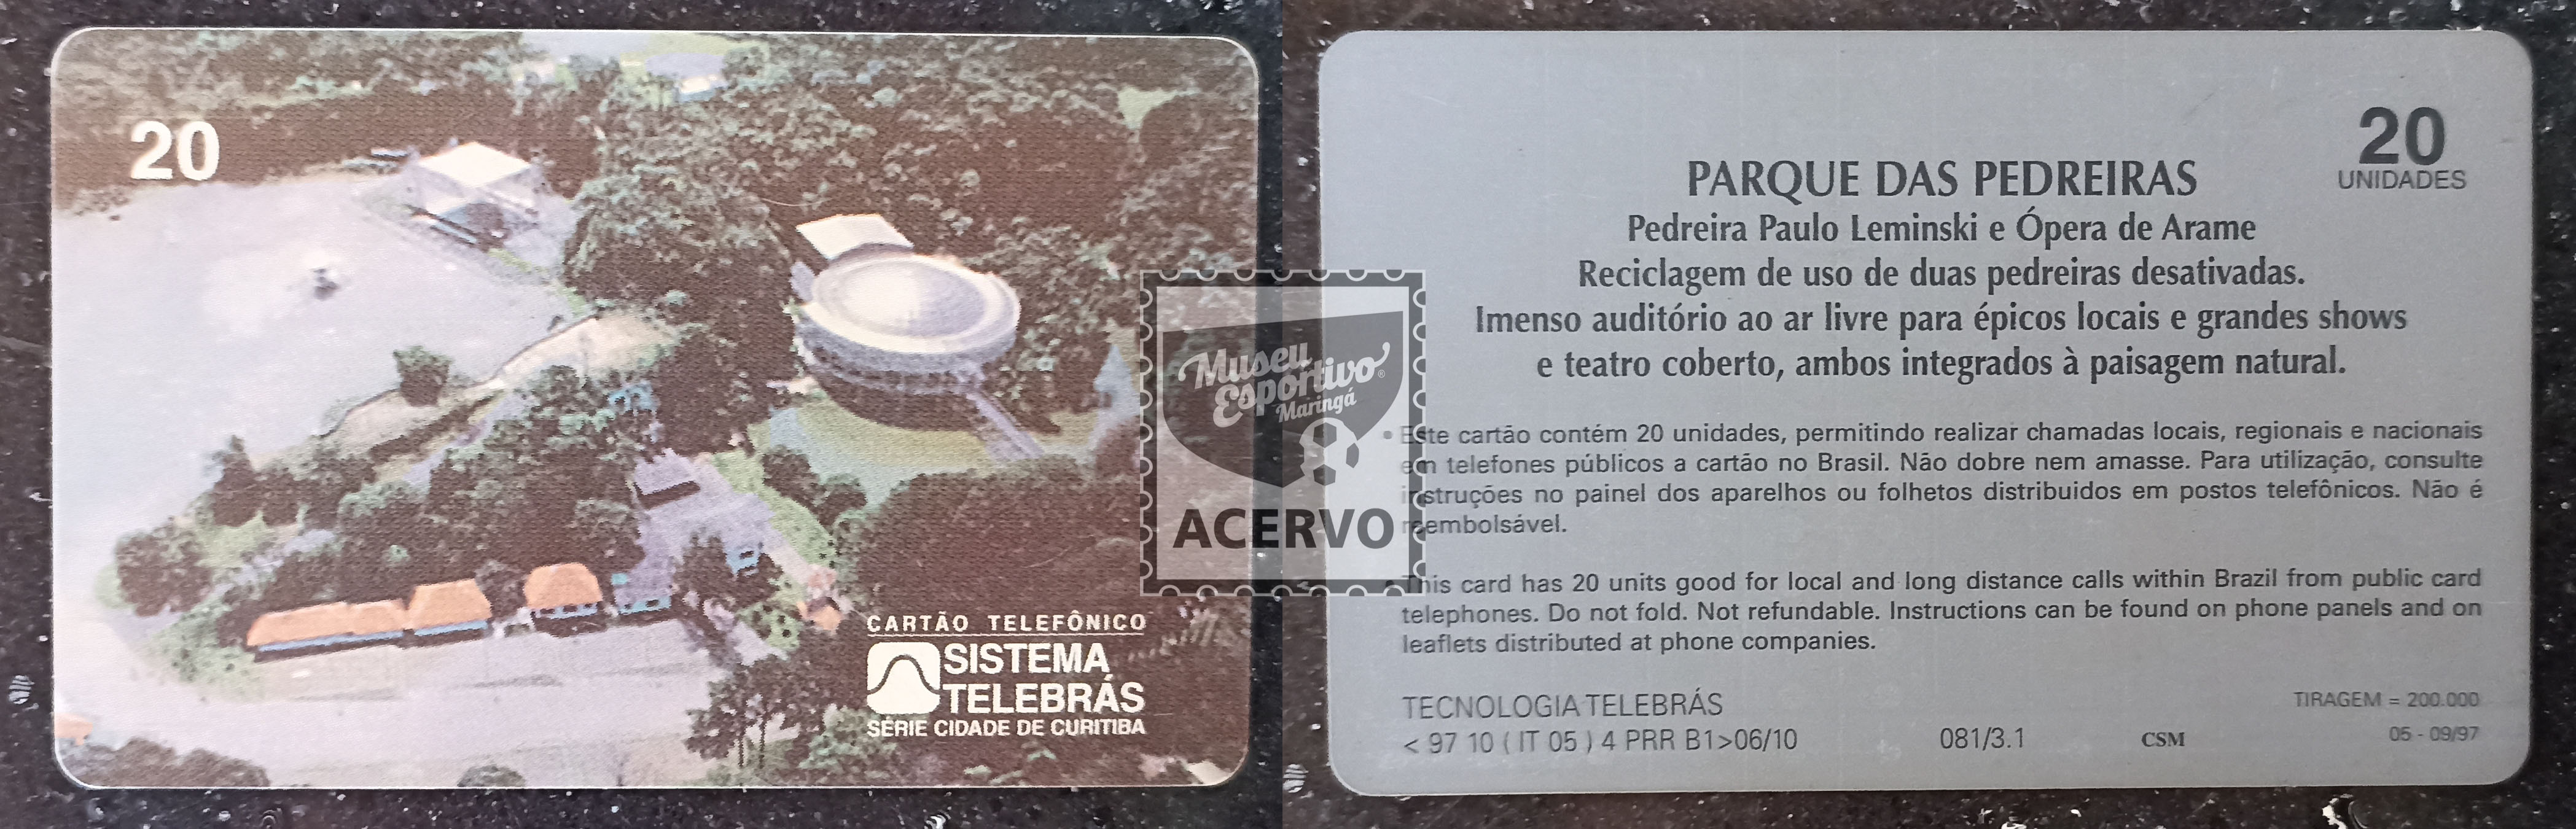 20
CARTÃO TELEFÔNICO
SISTEMA
TELEBRÁS
SÉRIE CIDADE DE CURITIBA
Museu
Esportivo®
Maringá
ACERVO
20
UNIDADES
PARQUE DAS PEDREIRAS
Pedreira Paulo Leminski e Ópera de Arame
Reciclagem de uso de duas pedreiras desativadas.
Imenso auditório ao ar livre para épicos locais e grandes shows
e teatro coberto, ambos integrados à paisagem natural.
• Este cartão contém 20 unidades, permitindo realizar chamadas locais, regionais e nacionais
em telefones públicos a cartão no Brasil. Não dobre nem amasse. Para utilização, consulte
instruções no painel dos aparelhos ou folhetos distribuidos em postos telefônicos. Não é
reembolsável.
• This card has 20 units good for local and long distance calls within Brazil from public card
telephones. Do not fold. Not refundable. Instructions can be found on phone panels and on
leaflets distributed at phone companies.
TECNOLOGIA TELEBRÁS
TIRAGEM = 200.000
< 97 10 ( IT 05 ) 4 PRR B1>06/10 081/3.1 CSM 05 - 09/97